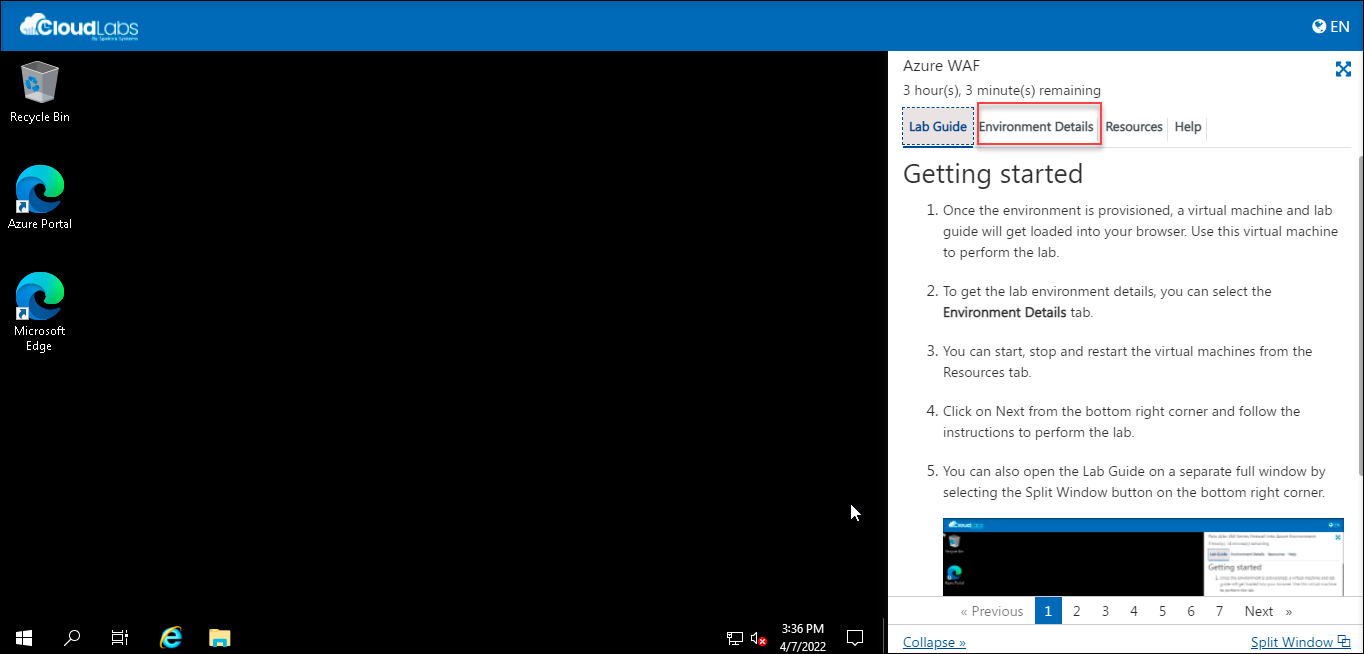 CloudLabs
By Spektra Systems
EN
Recycle Bin
Azure Portal
Microsoft
Edge
3:36 PM
4/7/2022
Azure WAF
3 hour(s), 3 minute(s) remaining
Lab Guide Environment Details Resources Help
Getting started
1. Once the environment is provisioned, a virtual machine and lab
guide will get loaded into your browser. Use this virtual machine
to perform the lab.
2. To get the lab environment details, you can select the
Environment Details tab.
3. You can start, stop and restart the virtual machines from the
Resources tab.
4. Click on Next from the bottom right corner and follow the
instructions to perform the lab.
5. You can also open the Lab Guide on a separate full window by
selecting the Split Window button on the bottom right corner.
CloudLabs
Getting started
« Previous 1 2 3 4 5 6 7 Next »
Collapse » Split Window